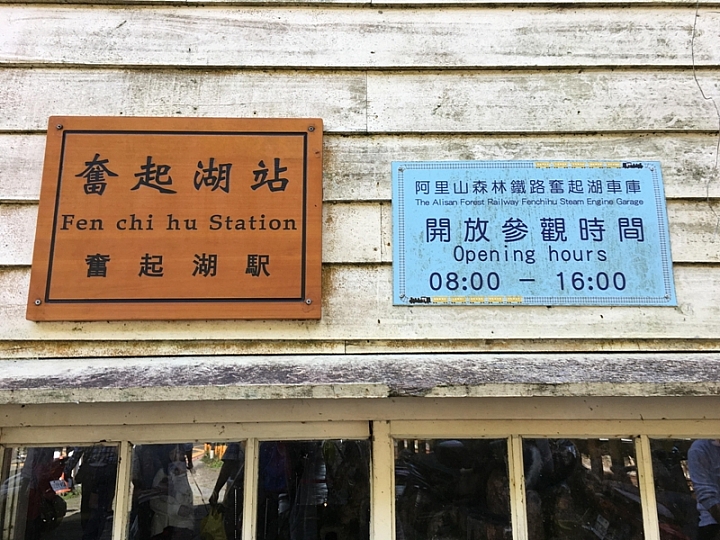 奮起湖站
Fen chi hu Station
奮起湖駅
阿里山森林鐵路奮起湖車庫
The Alisan Forest Railway Fenchihu Steam Engine Garage
開放參觀時間
Opening hours
08:00 - 16:00